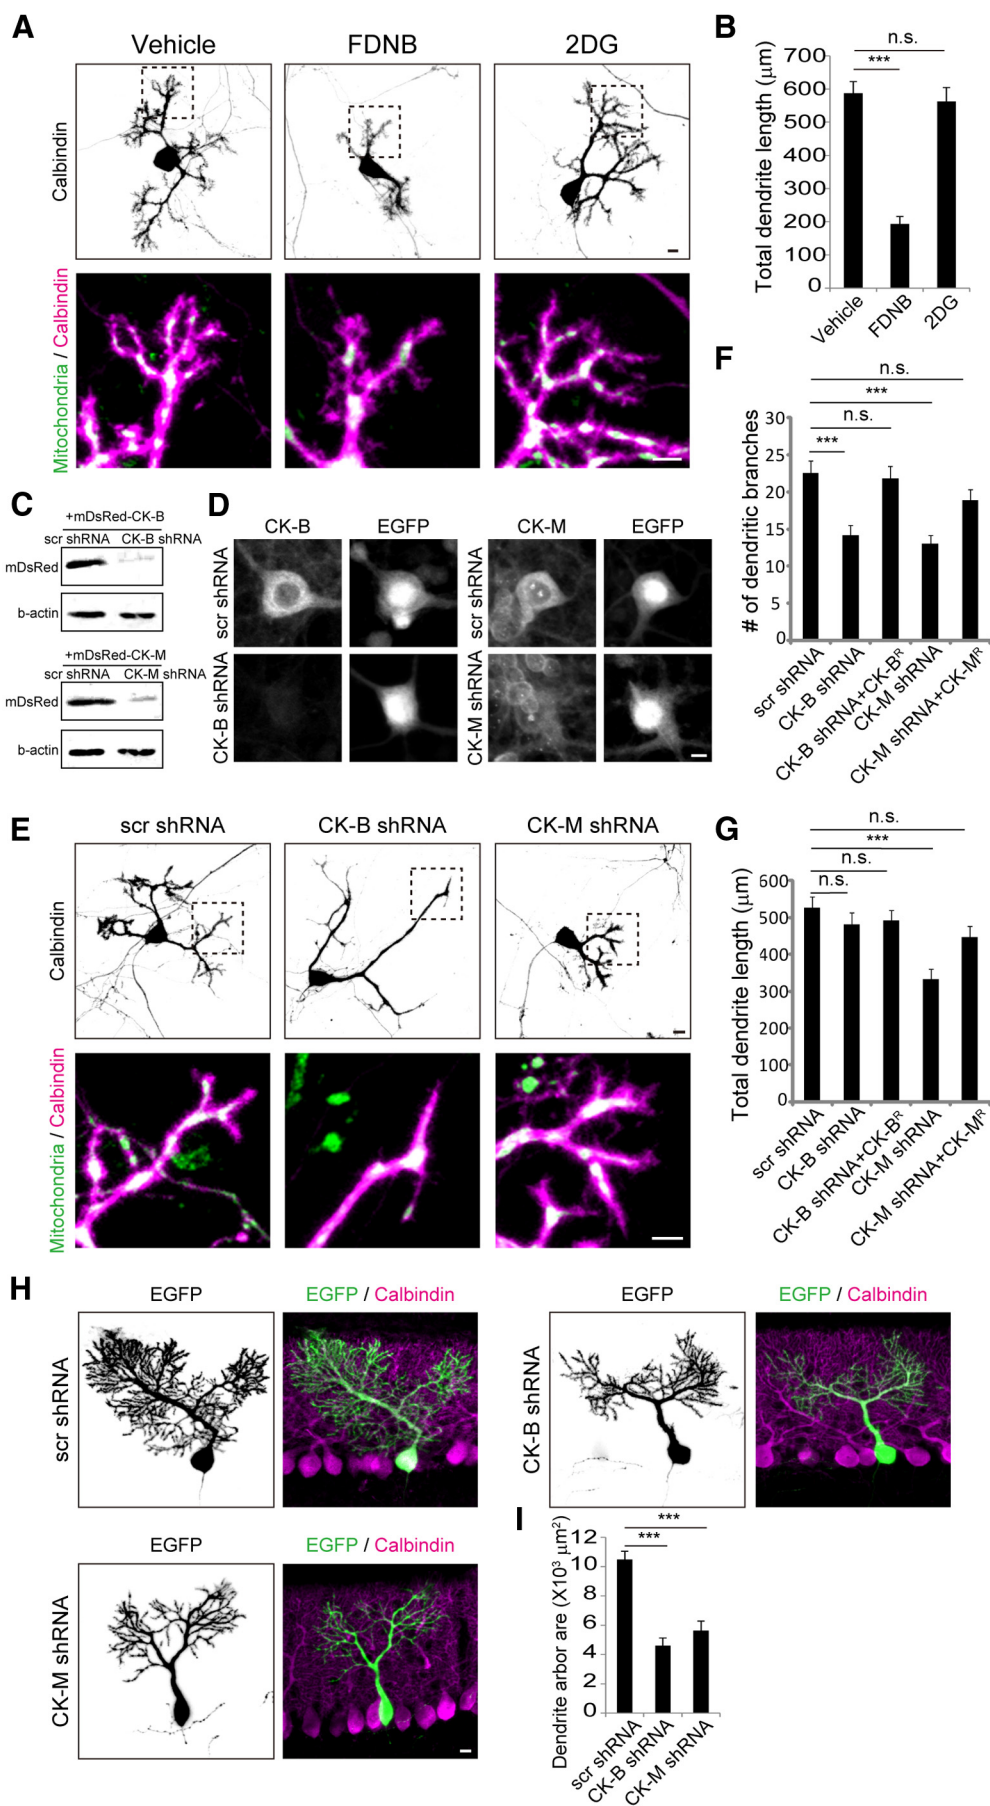 A
Vehicle FDNB 2DG
Calbindin
Mitochondria / Calbindin
B
n.s.
***
Total dendrite length (μm)
700
600
500
400
300
200
100
0
Vehicle FDNB 2DG
C
+mDsRed-CK-B
scr shRNA CK-B shRNA
mDsRed
b-actin
+mDsRed-CK-M
scr shRNA CK-M shRNA
mDsRed
b-actin
D
CK-B EGFP CK-M EGFP
scr shRNA scr shRNA
CK-B shRNA CK-M shRNA
F
n.s.
***
n.s.
***
# of dendritic branches
30
25
20
15
10
5
0
scr shRNA
CK-B shRNA
CK-B shRNA+CK-Bᴿ
CK-M shRNA
CK-M shRNA+CK-Mᴿ
E
scr shRNA CK-B shRNA CK-M shRNA
Calbindin
Mitochondria / Calbindin
G
n.s.
***
n.s.
n.s.
Total dendrite length (μm)
600
500
400
300
200
100
0
scr shRNA
CK-B shRNA
CK-B shRNA+CK-Bᴿ
CK-M shRNA
CK-M shRNA+CK-Mᴿ
H
EGFP EGFP / Calbindin EGFP EGFP / Calbindin
scr shRNA CK-B shRNA
EGFP EGFP / Calbindin
CK-M shRNA
I
***
***
Dendrite arbor are (X10³ μm²)
12
10
8
6
4
2
0
scr shRNA
CK-B shRNA
CK-M shRNA